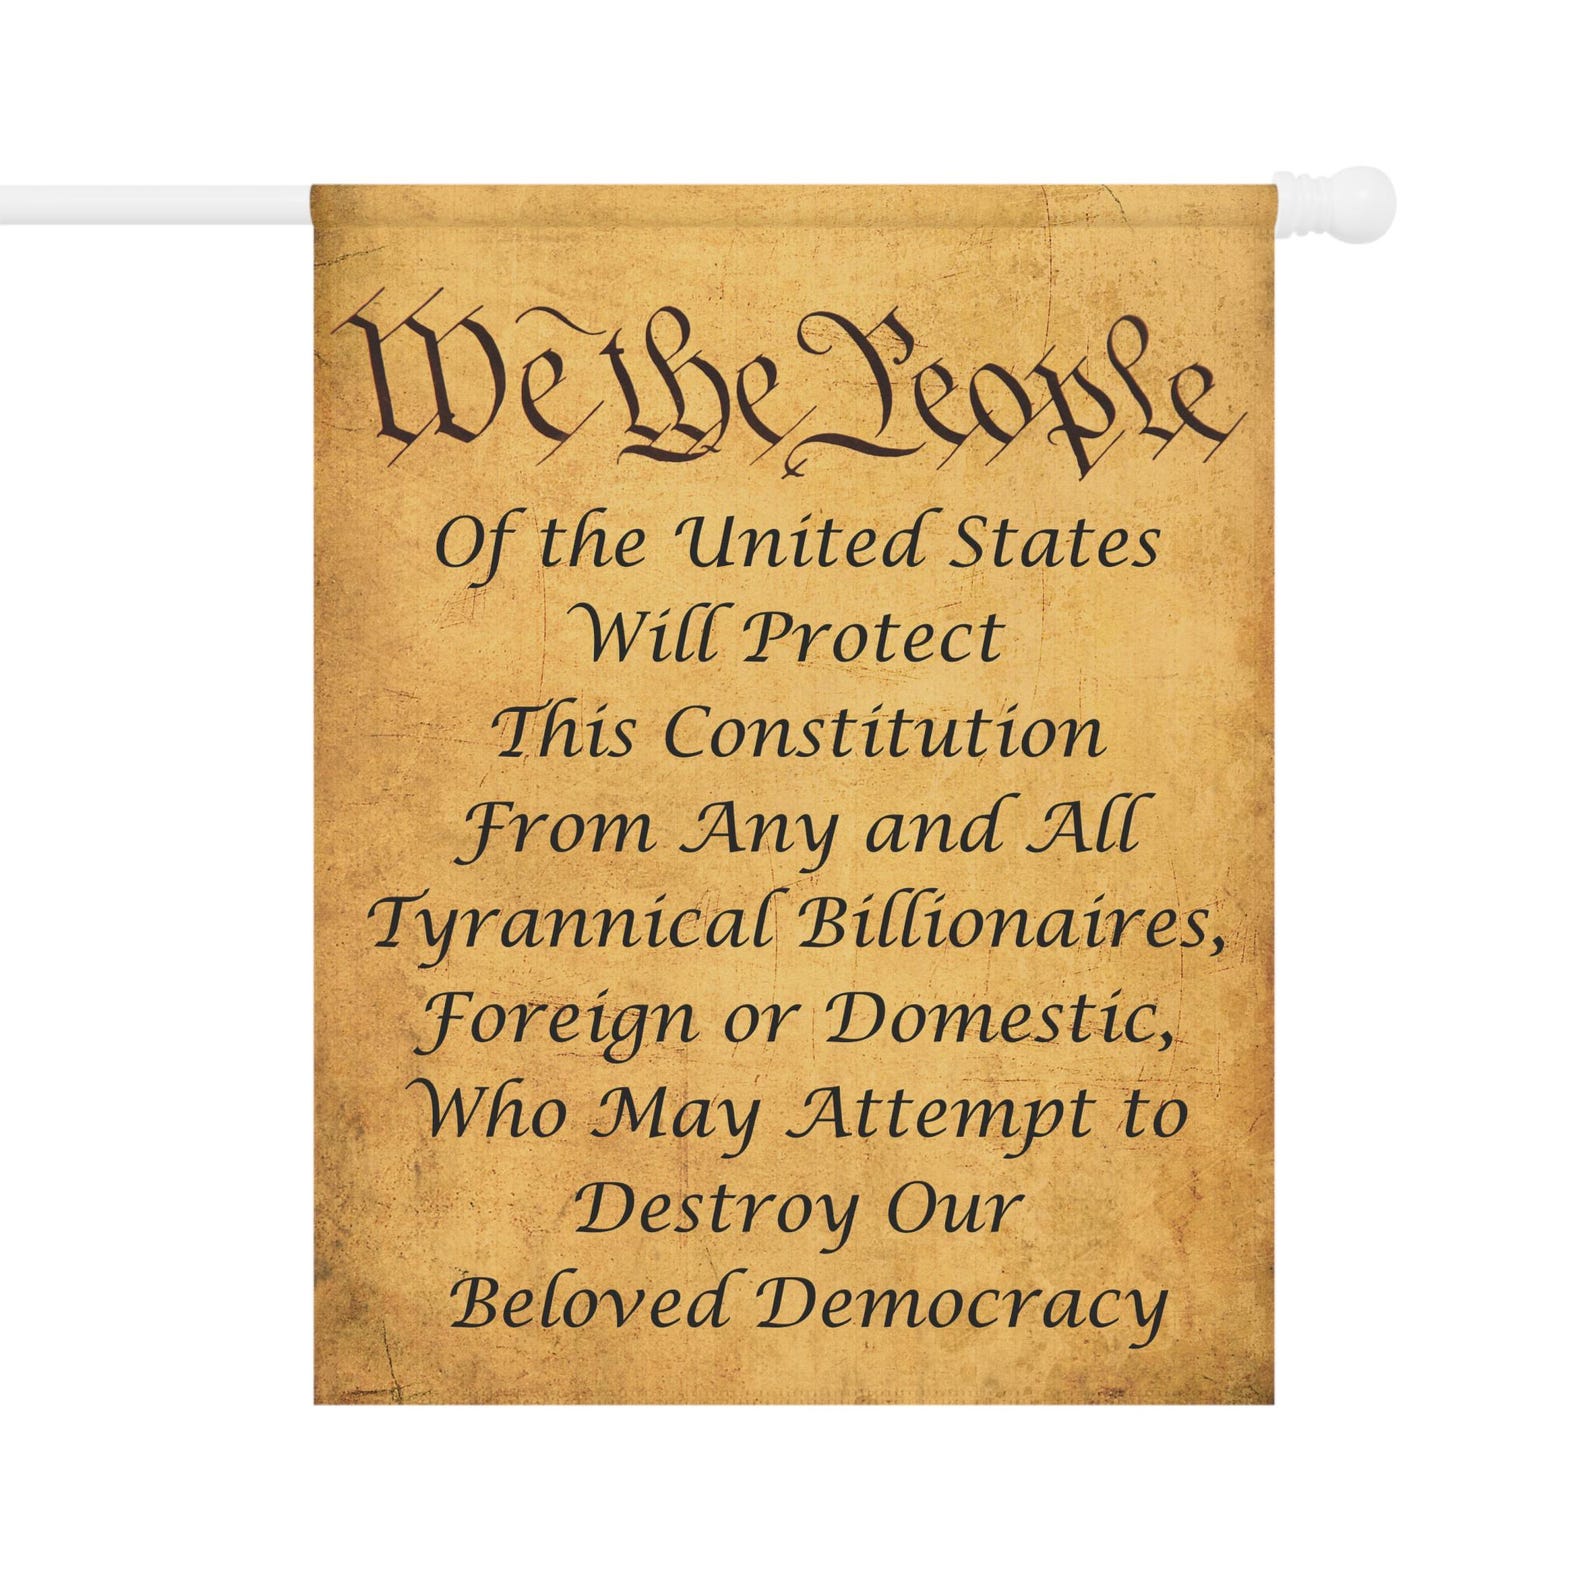 We the People
Of the United States
Will Protect
This Constitution
From Any and All
Tyrannical Billionaires,
Foreign or Domestic,
Who May Attempt to
Destroy Our
Beloved Democracy